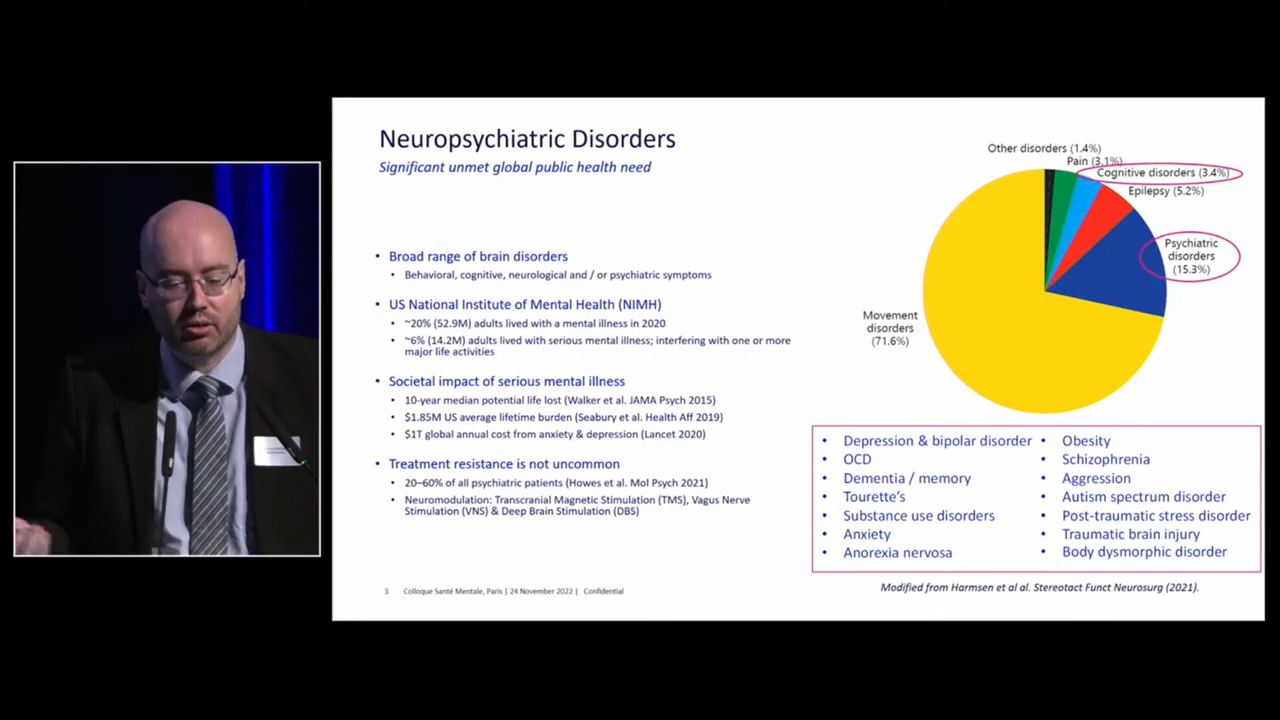 Neuropsychiatric Disorders
Significant unmet global public health need
• Broad range of brain disorders
• Behavioral, cognitive, neurological and / or psychiatric symptoms
• US National Institute of Mental Health (NIMH)
• ~20% (52.9M) adults lived with a mental illness in 2020
• ~6% (14.2M) adults lived with serious mental illness; interfering with one or more
major life activities
• Societal impact of serious mental illness
• 10-year median potential life lost (Walker et al. JAMA Psych 2015)
• $1.85M US average lifetime burden (Seabury et al. Health Aff 2019)
• $1T global annual cost from anxiety & depression (Lancet 2020)
• Treatment resistance is not uncommon
• 20–60% of all psychiatric patients (Howes et al. Mol Psych 2021)
• Neuromodulation: Transcranial Magnetic Stimulation (TMS), Vagus Nerve
Stimulation (VNS) & Deep Brain Stimulation (DBS)
Other disorders (1.4%)
Pain (3.1%)
Cognitive disorders (3.4%)
Epilepsy (5.2%)
Psychiatric
disorders
(15.3%)
Movement
disorders
(71.6%)
• Depression & bipolar disorder
• OCD
• Dementia / memory
• Tourette's
• Substance use disorders
• Anxiety
• Anorexia nervosa
• Obesity
• Schizophrenia
• Aggression
• Autism spectrum disorder
• Post-traumatic stress disorder
• Traumatic brain injury
• Body dysmorphic disorder
Modified from Harmsen et al al. Stereotact Funct Neurosurg (2021).
3 Colloque Santé Mentale, Paris | 24 November 2022 | Confidential